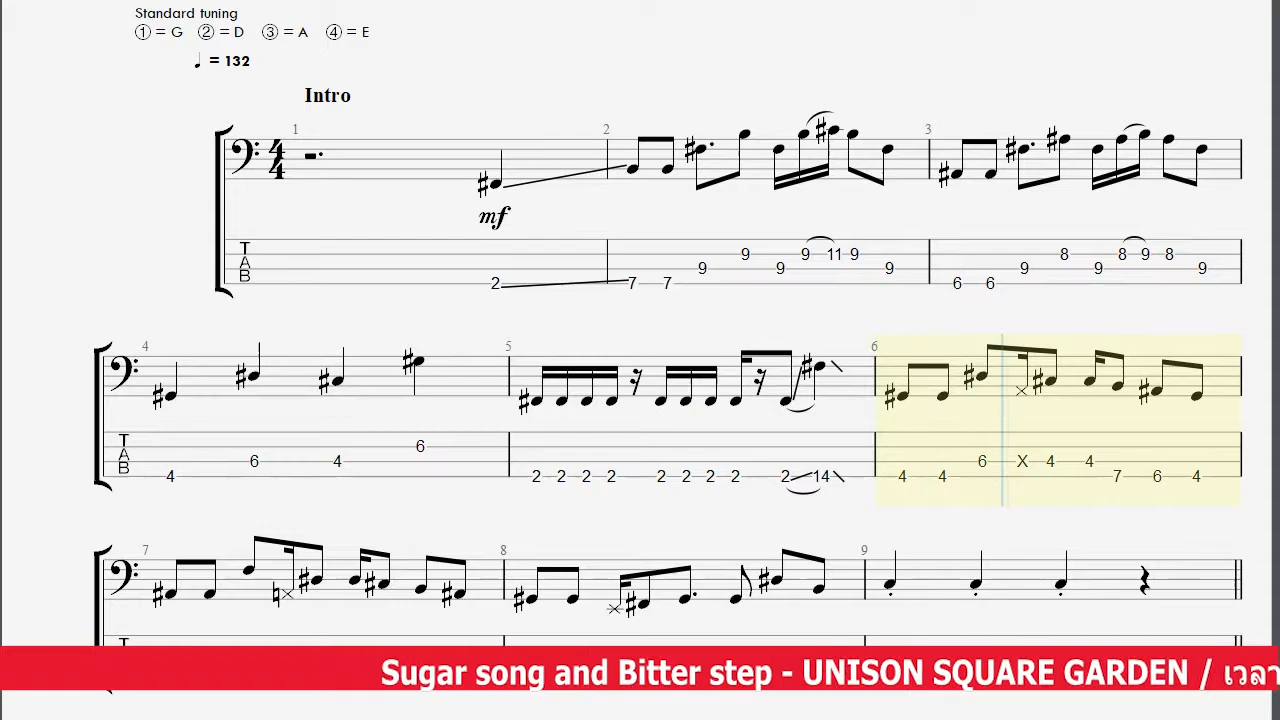 Standard tuning
① = G ② = D ③ = A ④ = E
♩ = 132
Intro
1 2 3
4
4
mf
T
A
B
9 9 11 9 8 8 9 8
9 9 9 9 9 9
2 7 7 6 6
4 5 6
T
A
B
6
6 4 X 4 4
4 2 2 2 2 2 2 2 2 2 14 4 4 7 6 4
6
7 8 9
T
Sugar song and Bitter step - UNISON SQUARE GARDEN / เวลา